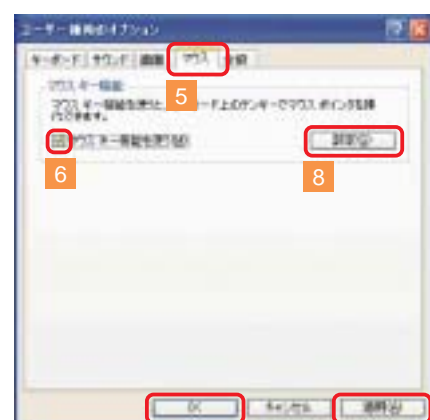 ユーザー補助のオプション
キーボード サウンド 画面 マウス 全般
5
マウス キー機能
マウス キー機能を使うと、
ード上のテンキーでマウス ポインタを操
作できます。
マウス キー機能を使う(M)
設定(S)
6
8
OK
キャンセル
適用(A)